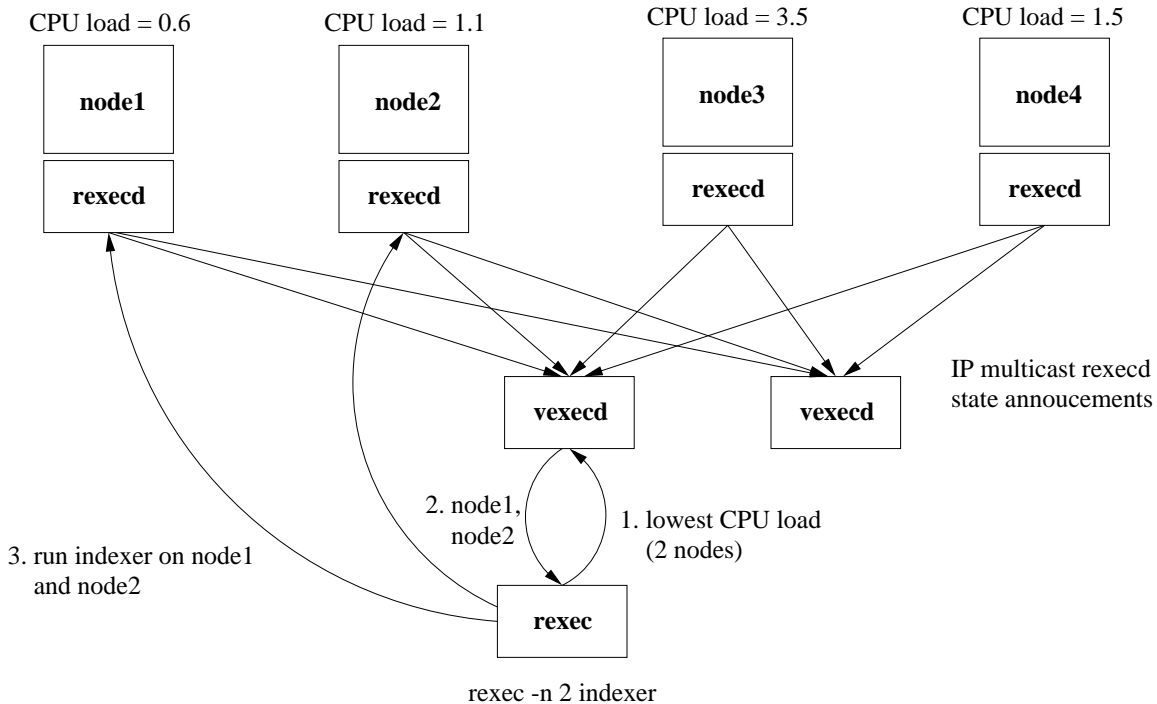 CPU load = 0.6
CPU load = 1.1
CPU load = 3.5
CPU load = 1.5
node1
node2
node3
node4
rexecd
rexecd
rexecd
rexecd
IP multicast rexecd
state annoucements
vexecd
vexecd
2. node1,
node2
1. lowest CPU load
(2 nodes)
3. run indexer on node1
and node2
rexec
rexec -n 2 indexer